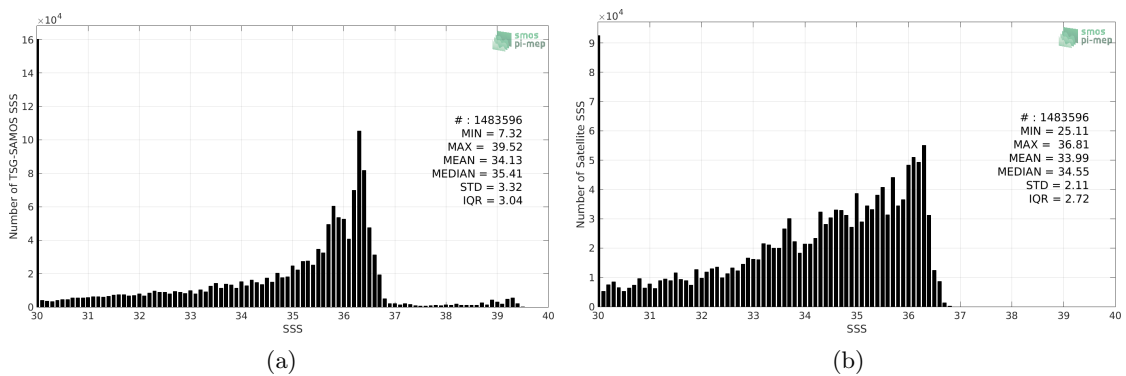 ×10⁴
16
14
12
10
8
6
4
2
0
Number of TSG-SAMOS SSS
30 31 32 33 34 35 36 37 38 39 40
SSS
smos
pi-mep
# : 1483596
MIN = 7.32
MAX = 39.52
MEAN = 34.13
MEDIAN = 35.41
STD = 3.32
IQR = 3.04
(a)
×10⁴
9
8
7
6
5
4
3
2
1
0
Number of Satellite SSS
30 31 32 33 34 35 36 37 38 39 40
SSS
smos
pi-mep
# : 1483596
MIN = 25.11
MAX = 36.81
MEAN = 33.99
MEDIAN = 34.55
STD = 2.11
IQR = 2.72
(b)